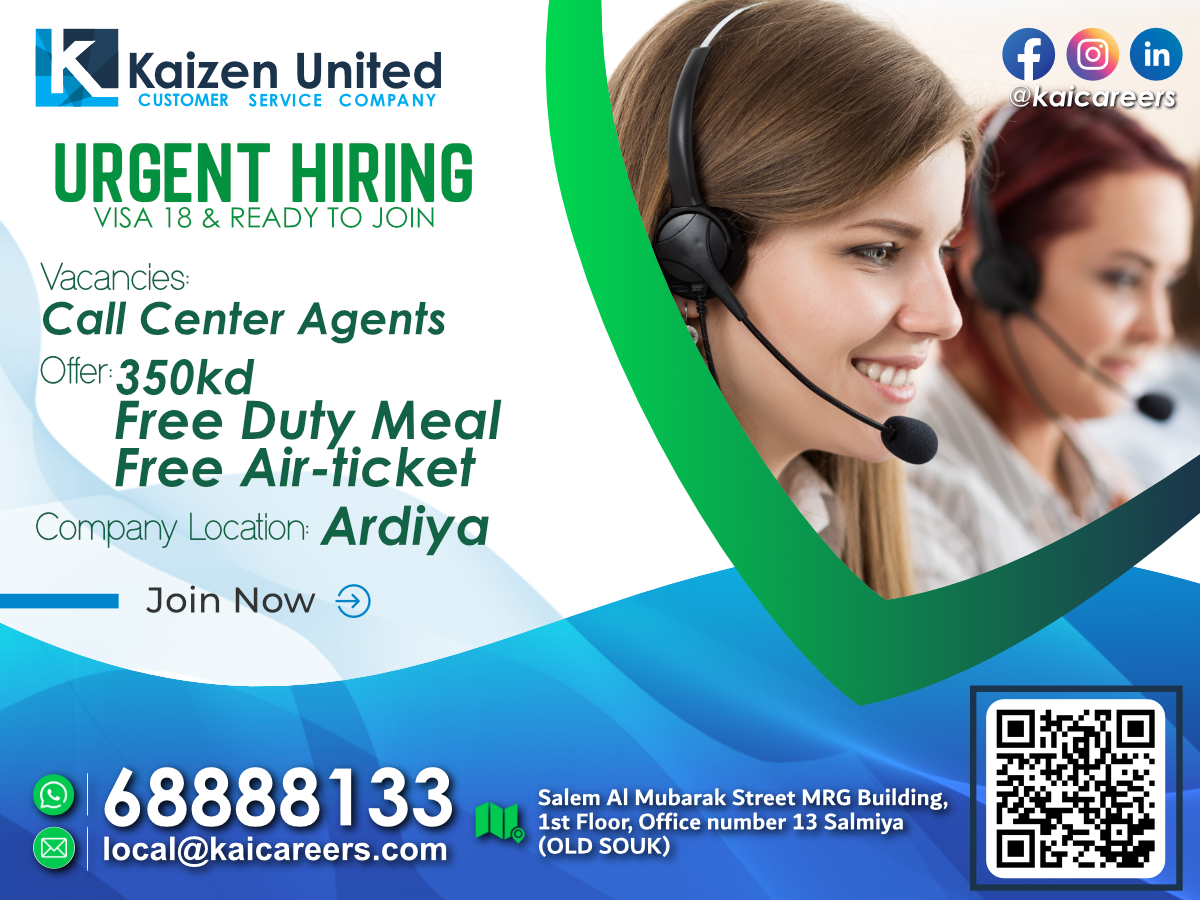 K Kaizen United
CUSTOMER SERVICE COMPANY
@kaicareers
URGENT HIRING
VISA 18 & READY TO JOIN
Vacancies:
Call Center Agents
Offer: 350kd
Free Duty Meal
Free Air-ticket
Company Location: Ardiya
Join Now
68888133
local@kaicareers.com
Salem Al Mubarak Street MRG Building,
1st Floor, Office number 13 Salmiya
(OLD SOUK)